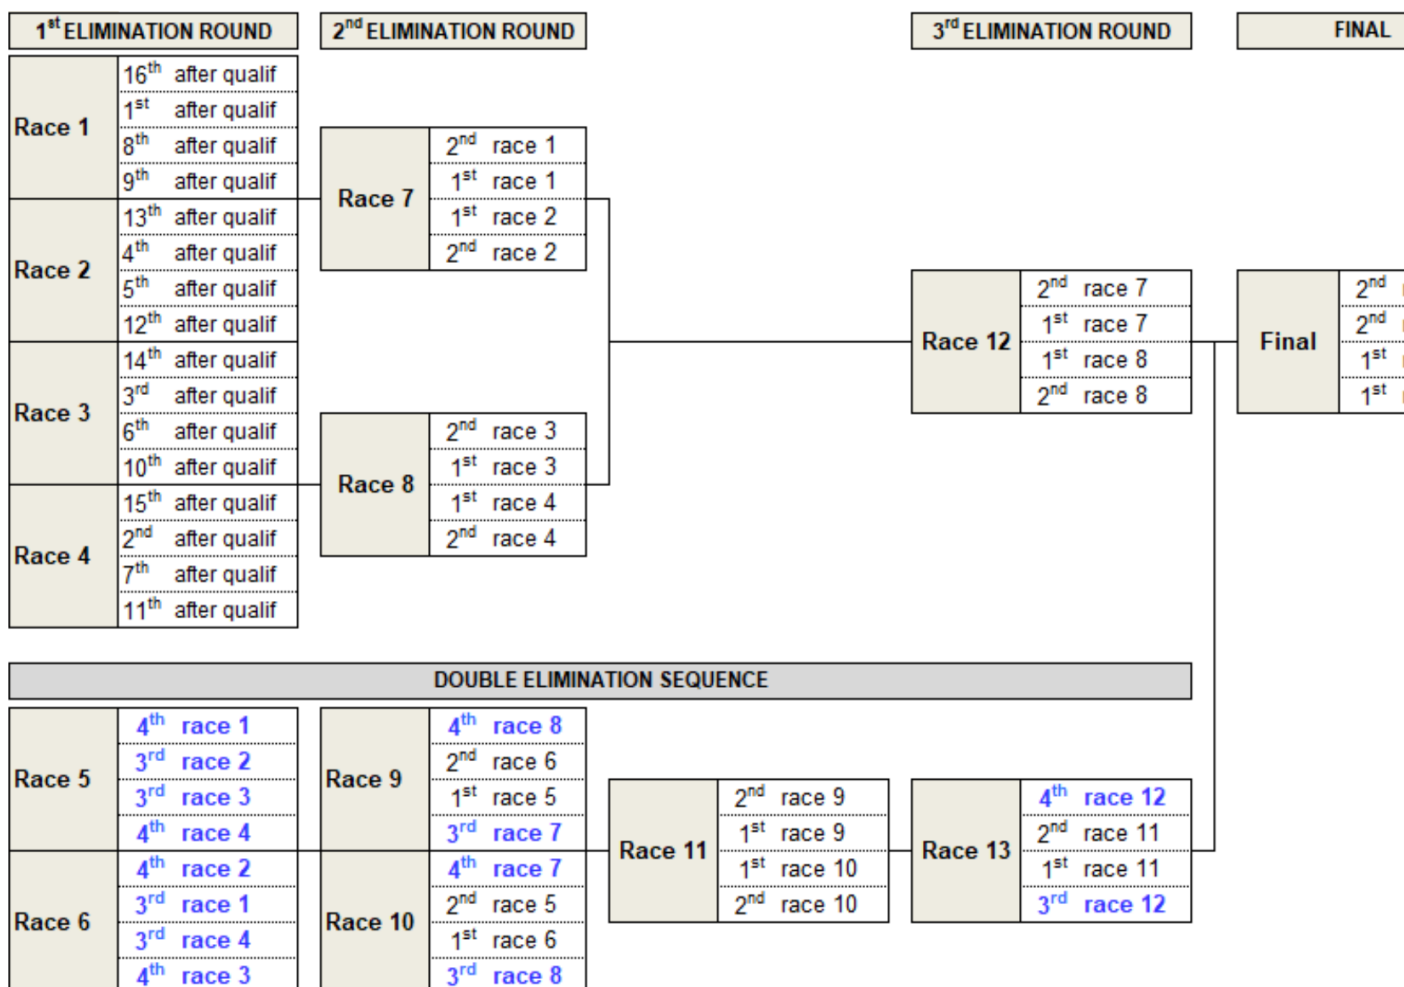 1st ELIMINATION ROUND
2nd ELIMINATION ROUND
3rd ELIMINATION ROUND
FINAL
Race 1
16th after qualif
1st after qualif
8th after qualif
9th after qualif
Race 2
13th after qualif
4th after qualif
5th after qualif
12th after qualif
Race 3
14th after qualif
3rd after qualif
6th after qualif
10th after qualif
Race 4
15th after qualif
2nd after qualif
7th after qualif
11th after qualif
Race 7
2nd race 1
1st race 1
1st race 2
2nd race 2
Race 8
2nd race 3
1st race 3
1st race 4
2nd race 4
Race 12
2nd race 7
1st race 7
1st race 8
2nd race 8
Final
2nd
2nd
1st
1st
DOUBLE ELIMINATION SEQUENCE
Race 5
4th race 1
3rd race 2
3rd race 3
4th race 4
Race 6
4th race 2
3rd race 1
3rd race 4
4th race 3
Race 9
4th race 8
2nd race 6
1st race 5
3rd race 7
Race 10
4th race 7
2nd race 5
1st race 6
3rd race 8
Race 11
2nd race 9
1st race 9
1st race 10
2nd race 10
Race 13
4th race 12
2nd race 11
1st race 11
3rd race 12